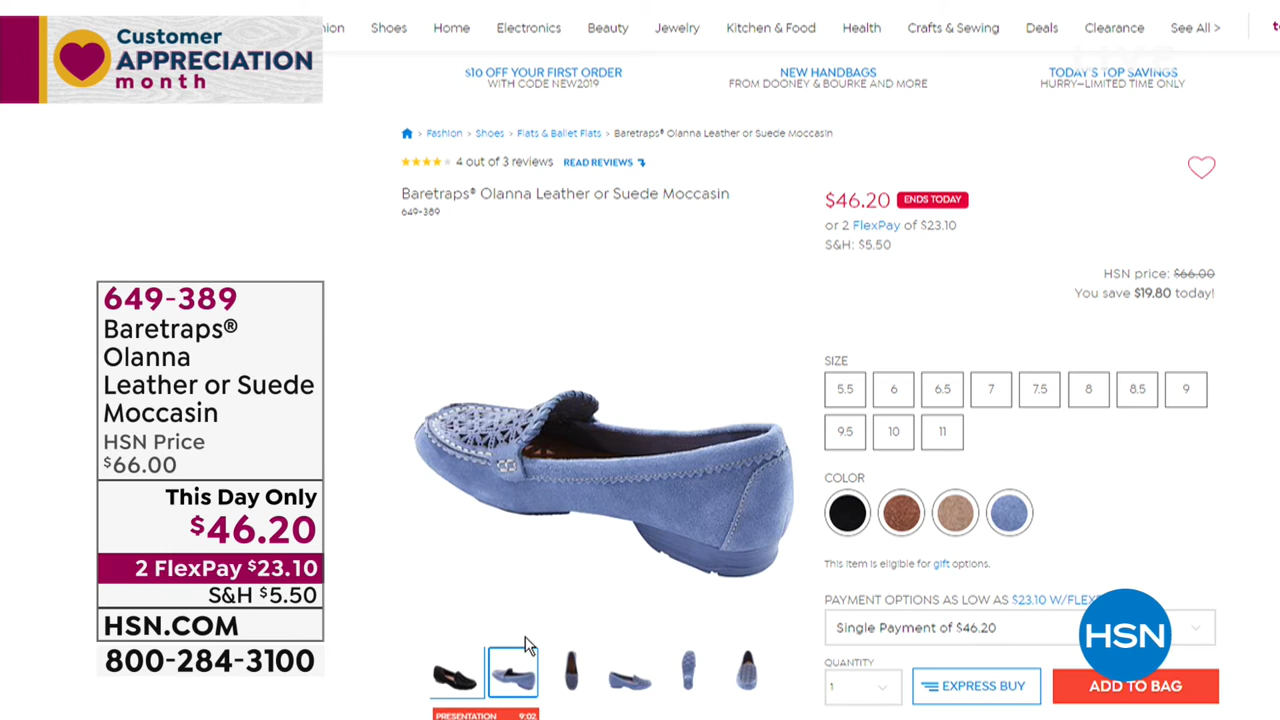 Customer
APPRECIATION
month
Shoes
Home
Electronics
Beauty
Jewelry
Kitchen & Food
Health
Crafts & Sewing
Deals
Clearance
See All >
$10 OFF YOUR FIRST ORDER
WITH CODE NEW2019
NEW HANDBAGS
FROM DOONEY & BOURKE AND MORE
TODAY'S TOP SAVINGS
HURRY—LIMITED TIME ONLY
LIVE
> Fashion > Shoes > Flats & Ballet Flats > Baretraps® Olanna Leather or Suede Moccasin
4 out of 3 reviews READ REVIEWS
Baretraps® Olanna Leather or Suede Moccasin
649-389
$46.20 ENDS TODAY
or 2 FlexPay of $23.10
S&H: $5.50
HSN price: $66.00
You save $19.80 today!
SIZE
5.5 6 6.5 7 7.5 8 8.5 9
9.5 10 11
COLOR
This item is eligible for gift options.
PAYMENT OPTIONS AS LOW AS $23.10 W/FLEX
Single Payment of $46.20
QUANTITY
1
EXPRESS BUY
ADD TO BAG
HSN
PRESENTATION 9:02
649-389
Baretraps®
Olanna
Leather or Suede
Moccasin
HSN Price
$66.00
This Day Only
$46.20
2 FlexPay $23.10
S&H $5.50
HSN.COM
800-284-3100